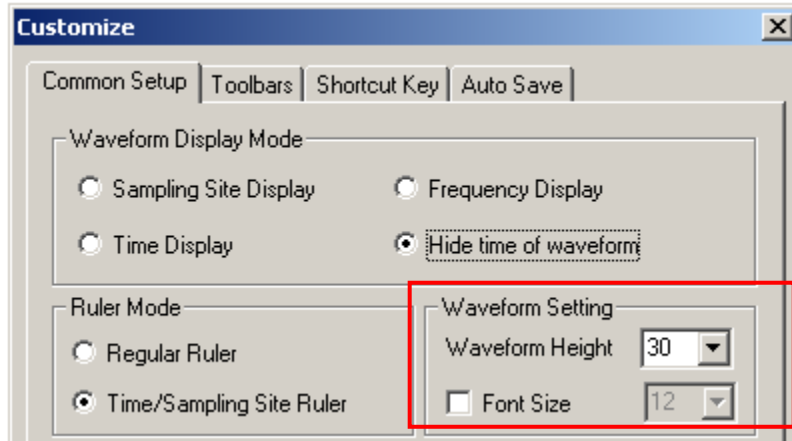 Customize
Common Setup Toolbars Shortcut Key Auto Save
Waveform Display Mode
Sampling Site Display Frequency Display
Time Display Hide time of waveform
Ruler Mode
Regular Ruler
Time/Sampling Site Ruler
Waveform Setting
Waveform Height 30
Font Size 12